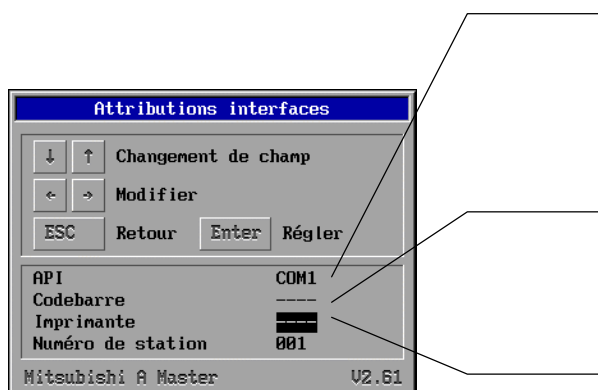 Attributions interfaces
↓ ↑ Changement de champ
← → Modifier
ESC Retour Enter Régler
API COM1
Codebarre ----
Imprimante ----
Numéro de station 001
Mitsubishi A Master V2.61